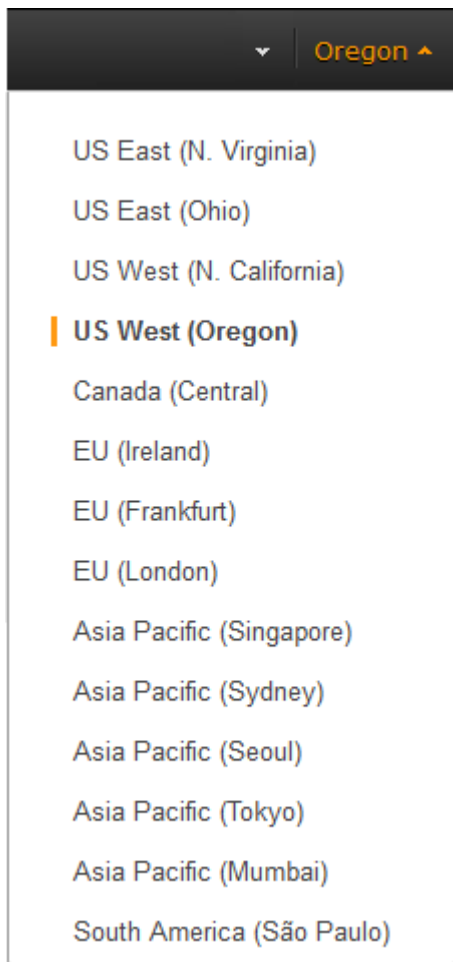 Oregon
US East (N. Virginia)
US East (Ohio)
US West (N. California)
US West (Oregon)
Canada (Central)
EU (Ireland)
EU (Frankfurt)
EU (London)
Asia Pacific (Singapore)
Asia Pacific (Sydney)
Asia Pacific (Seoul)
Asia Pacific (Tokyo)
Asia Pacific (Mumbai)
South America (São Paulo)